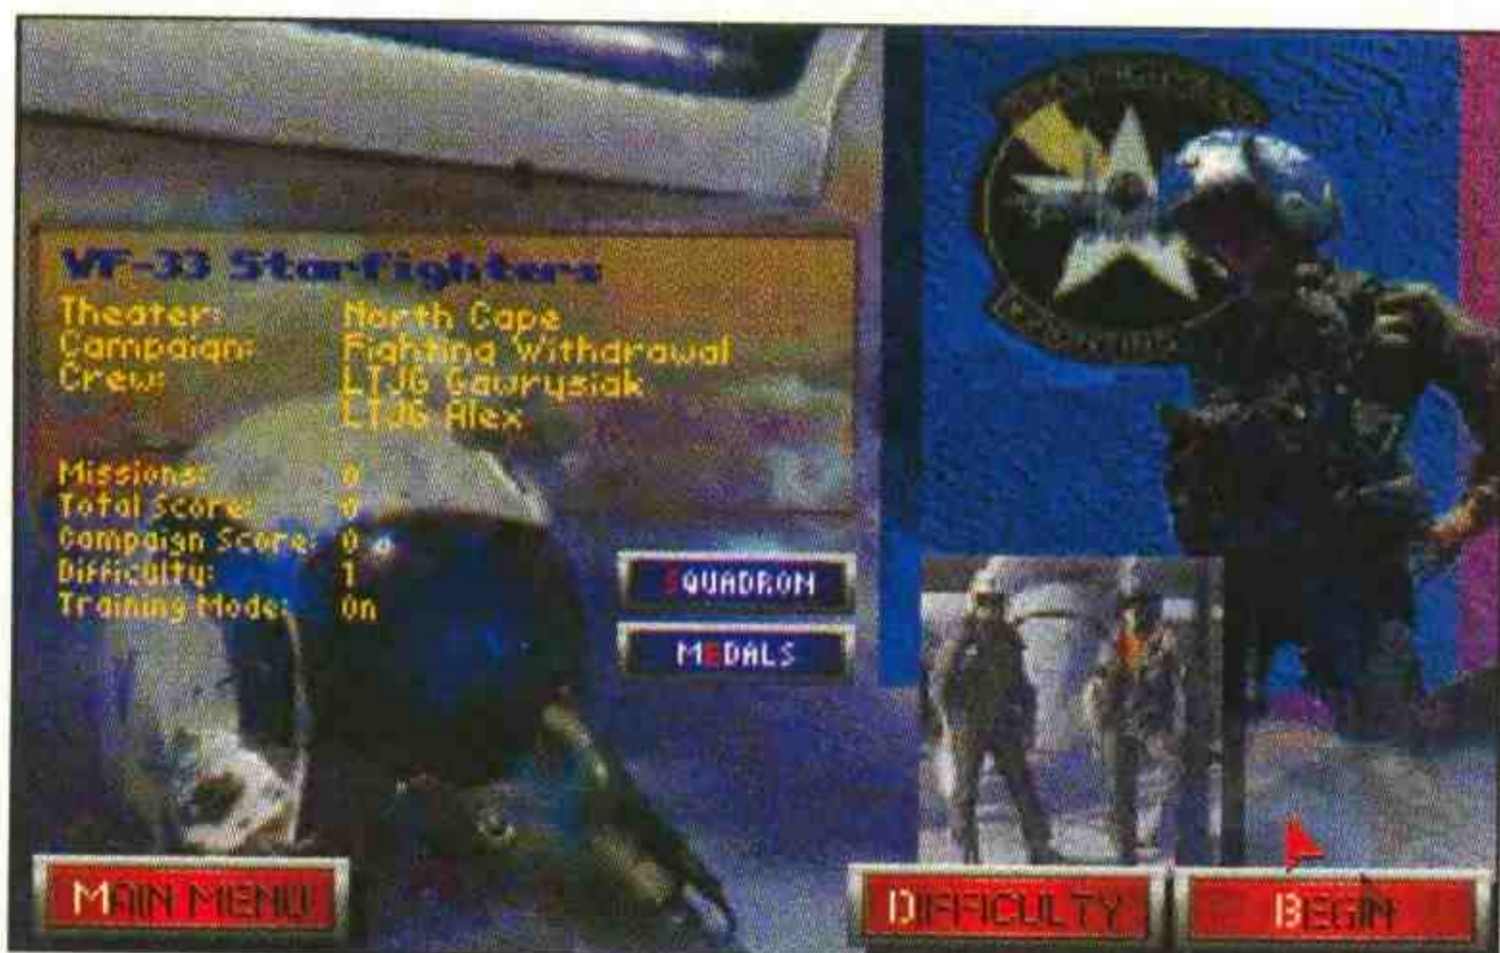 VF-33 Starfighters
Theater: North Cape
Campaign: Fighting Withdrawal
Crew: LTJG Gawrysiak
LTJG Alex
Missions: 0
Total Score: 0
Campaign Score: 0
Difficulty: 1
Training Mode: On
SQUADRON
MEDALS
MAIN MENU
DIFFICULTY
BEGIN